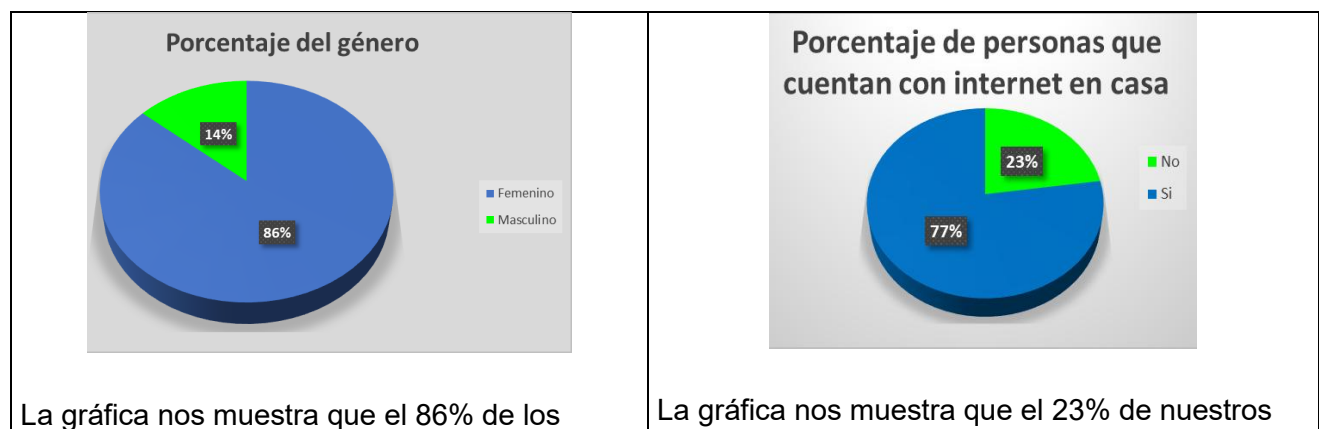 Porcentaje del género
14%
86%
Femenino
Masculino
La gráfica nos muestra que el 86% de los
Porcentaje de personas que
cuentan con internet en casa
23%
77%
No
Si
La gráfica nos muestra que el 23% de nuestros